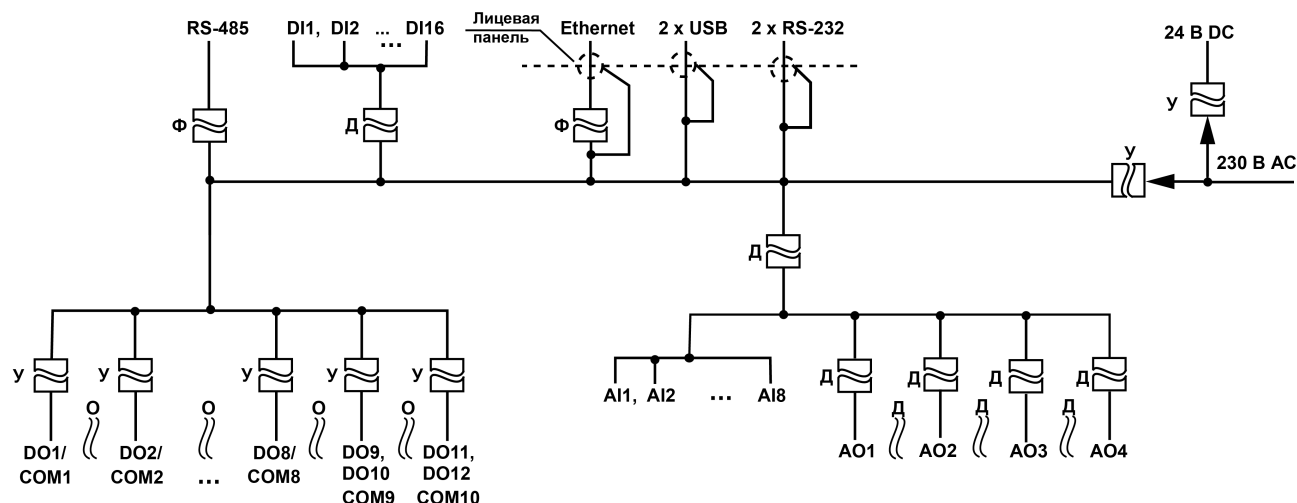 RS-485
DI1, DI2 ... DI16
...
Лицевая
панель
Ethernet
2 x USB
2 x RS-232
24 В DC
Ф
Д
Ф
У
У
230 В AC
Д
У
У
У
У
У
О
О
О
О
DO1/
COM1
DO2/
COM2
...
DO8/
COM8
DO9,
DO10
COM9
DO11,
DO12
COM10
AI1, AI2 ... AI8
Д
Д
Д
Д
Д
Д
Д
AO1
AO2
AO3
AO4